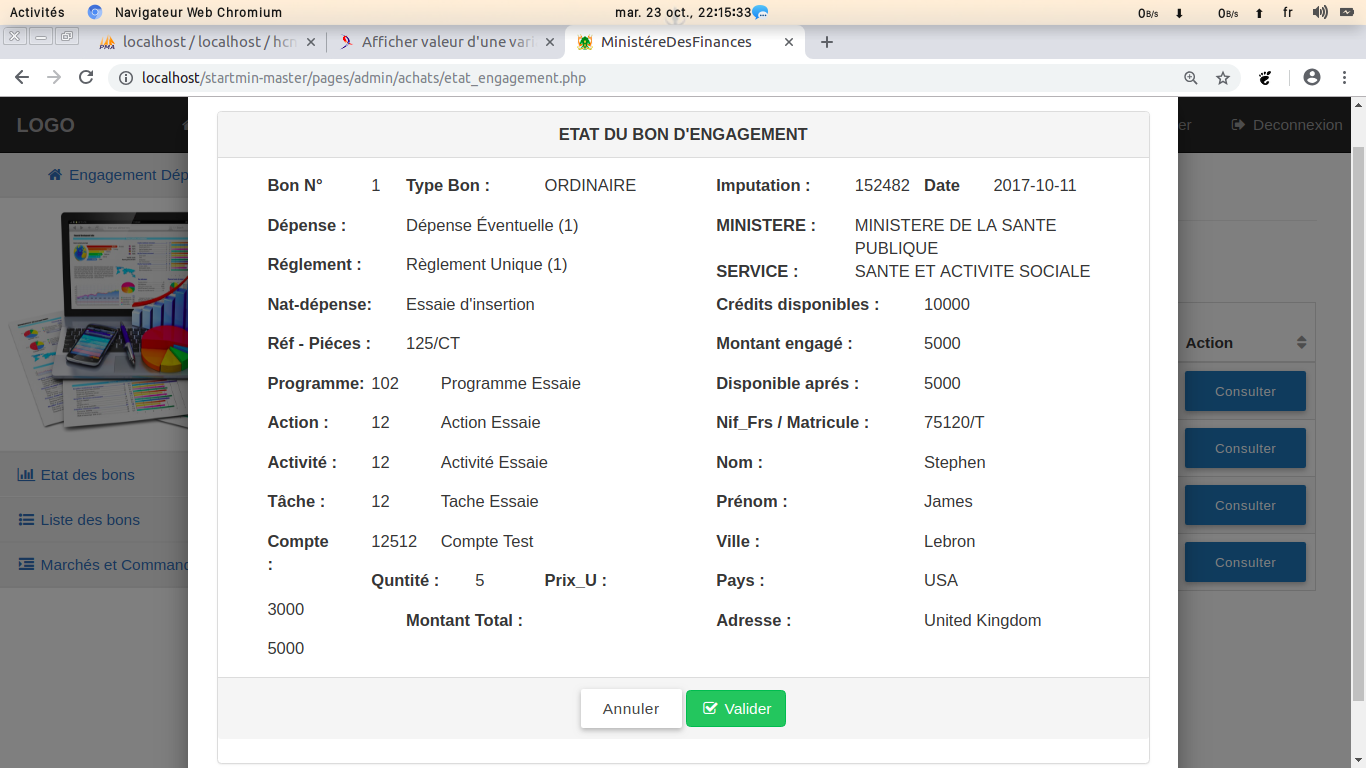 Activités Navigateur Web Chromium mar. 23 oct., 22:15:33 0B/s 0B/s fr
localhost / localhost / hcn Afficher valeur d'une vari MinistéreDesFinances
localhost/startmin-master/pages/admin/achats/etat_engagement.php
LOGO er Deconnexion
ETAT DU BON D'ENGAGEMENT
Engagement Dép
Bon N° 1 Type Bon : ORDINAIRE Imputation : 152482 Date 2017-10-11
Dépense : Dépense Éventuelle (1) MINISTERE : MINISTERE DE LA SANTE
PUBLIQUE
Réglement : Règlement Unique (1) SERVICE : SANTE ET ACTIVITE SOCIALE
Nat-dépense: Essaie d'insertion Crédits disponibles : 10000
Réf - Piéces : 125/CT Montant engagé : 5000
Action
Programme: 102 Programme Essaie Disponible aprés : 5000
Consulter
Action : 12 Action Essaie Nif_Frs / Matricule : 75120/T
Consulter
Activité : 12 Activité Essaie Nom : Stephen
Etat des bons
Tâche : 12 Tache Essaie Prénom : James
Consulter
Liste des bons
Compte 12512 Compte Test Ville : Lebron
:
Consulter
Marchés et Command
Quntité : 5 Prix_U : Pays : USA
3000
Montant Total : Adresse : United Kingdom
5000
Annuler Valider